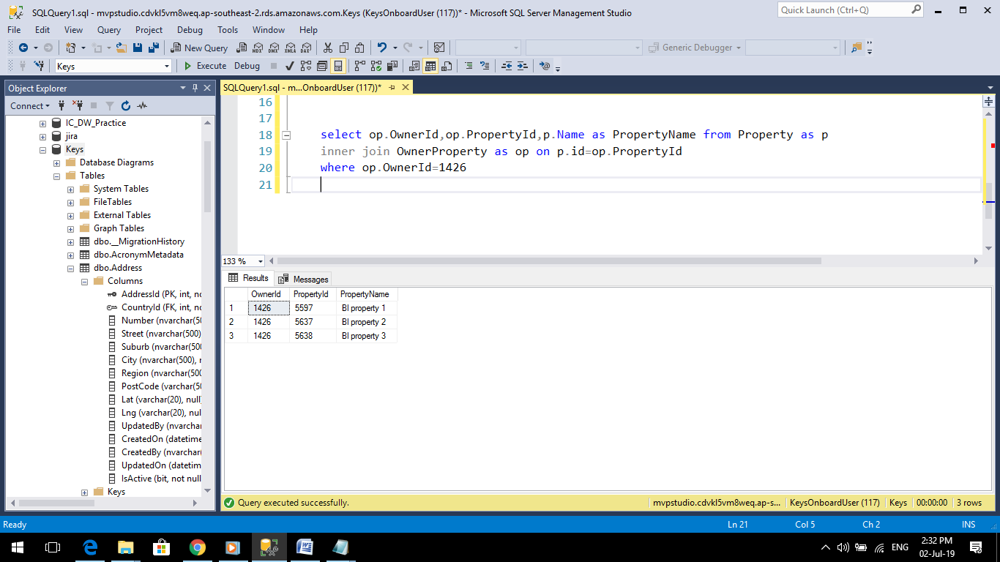 SQLQuery1.sql - mvpstudio.cdvkl5vm8weq.ap-southeast-2.rds.amazonaws.com.Keys (KeysOnboardUser (117))* - Microsoft SQL Server Management Studio
Quick Launch (Ctrl+Q)
File Edit View Query Project Debug Tools Window Help
New Query MDX DMX XMLA DAX Generic Debugger
Keys Execute Debug
Object Explorer
SQLQuery1.sql - m...OnboardUser (117))*
Connect
IC_DW_Practice
jira
Keys
Database Diagrams
Tables
System Tables
FileTables
External Tables
Graph Tables
dbo.__MigrationHistory
dbo.AcronymMetadata
dbo.Address
Columns
AddressId (PK, int, no
CountryId (FK, int, no
Number (nvarchar(50
Street (nvarchar(500)
Suburb (nvarchar(500
City (nvarchar(500), n
Region (nvarchar(500
PostCode (varchar(50
Lat (varchar(20), null
Lng (varchar(20), nul
UpdatedBy (nvarchar
CreatedOn (datetime
CreatedBy (nvarchar(
UpdatedOn (datetim
IsActive (bit, not null
Keys
16
17
18 select op.OwnerId,op.PropertyId,p.Name as PropertyName from Property as p
19 inner join OwnerProperty as op on p.id=op.PropertyId
20 where op.OwnerId=1426
21
133 %
Results Messages
OwnerId PropertyId PropertyName
1 1426 5597 BI property 1
2 1426 5637 BI property 2
3 1426 5638 BI property 3
Query executed successfully. mvpstudio.cdvkl5vm8weq.ap-s... KeysOnboardUser (117) Keys 00:00:00 3 rows
Ready Ln 21 Col 5 Ch 2 INS
ENG 2:32 PM
02-Jul-19